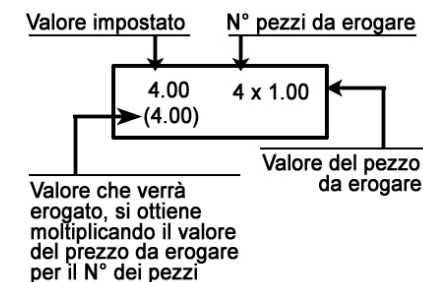 Valore impostato
N° pezzi da erogare
4.00 4 x 1.00
(4.00)
Valore del pezzo
da erogare
Valore che verrà
erogato, si ottiene
moltiplicando il valore
del prezzo da erogare
per il N° dei pezzi